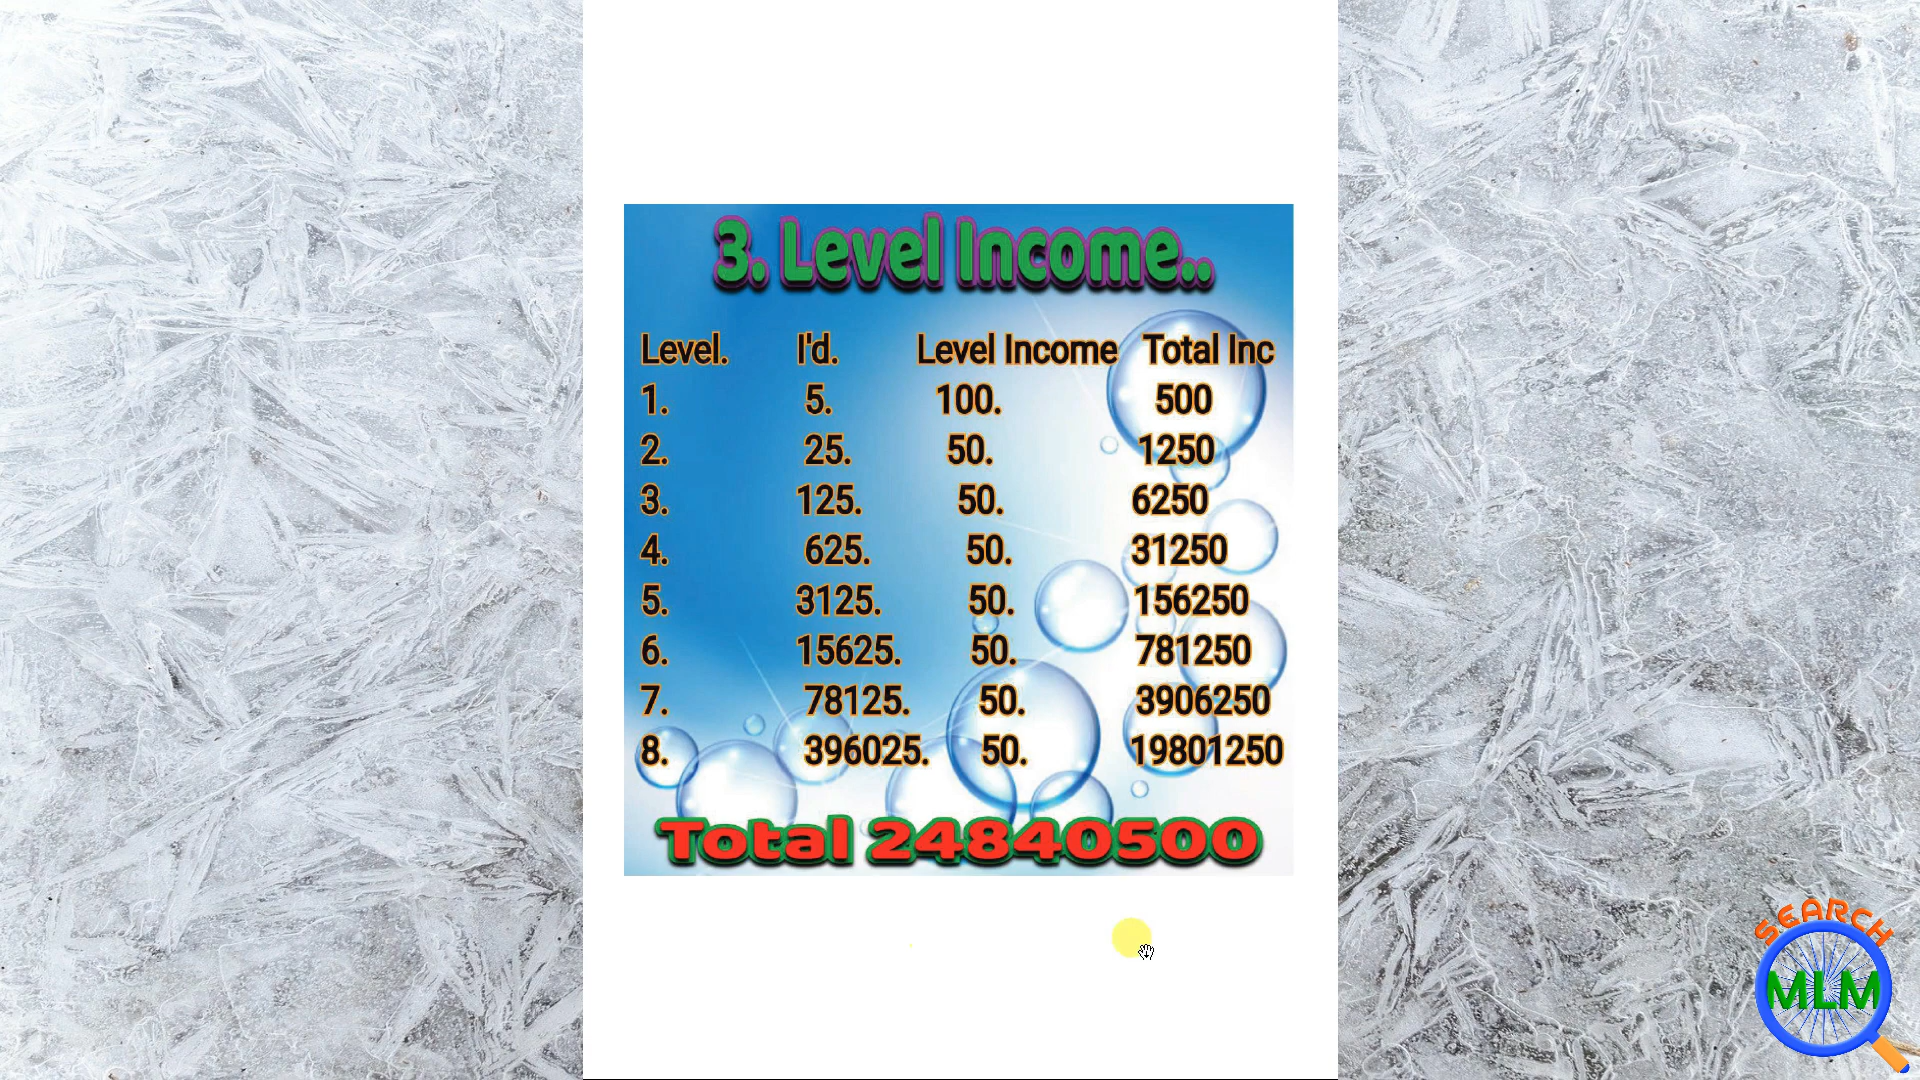 3. Level Income..
Level. I'd. Level Income Total Inc
1. 5. 100. 500
2. 25. 50. 1250
3. 125. 50. 6250
4. 625. 50. 31250
5. 3125. 50. 156250
6. 15625. 50. 781250
7. 78125. 50. 3906250
8. 396025. 50. 19801250
Total 24840500
SEARCH
MLM